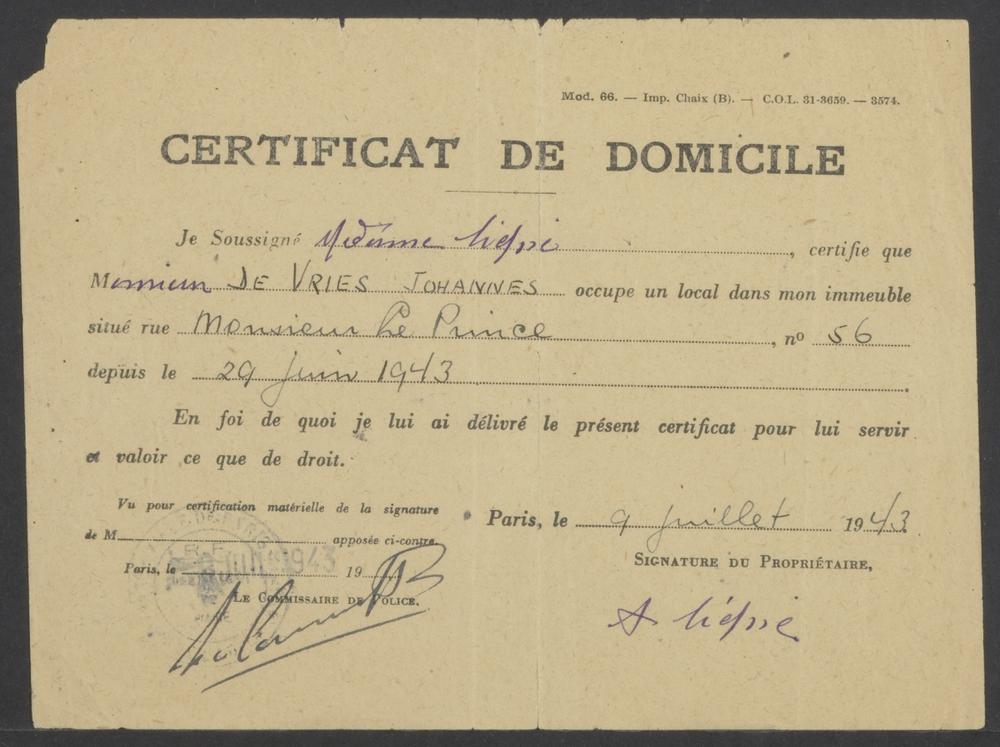 Mod. 66. — Imp. Chaix (B). — C.O.L. 31-3659. — 3574.
CERTIFICAT DE DOMICILE
Je Soussigné Madame , certifie que
Monsieur DE VRIES JOHANNES occupe un local dans mon immeuble
situé rue Monsieur Le Prince , nº 56
depuis le 29 juin 1943 .
En foi de quoi je lui ai délivré le présent certificat pour lui servir
et valoir ce que de droit.
Vu pour certification matérielle de la signature
de M apposée ci-contre.
Paris, le JUIL 1943 19
LE COMMISSAIRE DE POLICE,
Paris, le 9 juillet 1943
SIGNATURE DU PROPRIÉTAIRE,